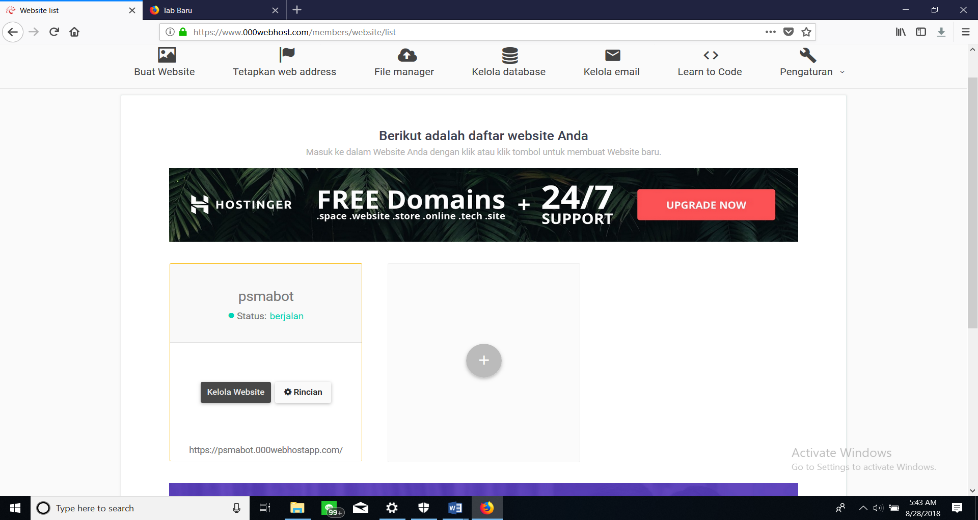 Website list
Tab Baru
https://www.000webhost.com/members/website/list
Buat Website
Tetapkan web address
File manager
Kelola database
Kelola email
Learn to Code
Pengaturan
Berikut adalah daftar website Anda
Masuk ke dalam Website Anda dengan klik atau klik tombol untuk membuat Website baru.
HOSTINGER
FREE Domains
.space .website .store .online .tech .site
+
24/7
SUPPORT
UPGRADE NOW
psmabot
Status: berjalan
Kelola Website
Rincian
https://psmabot.000webhostapp.com/
Activate Windows
Go to Settings to activate Windows.
Type here to search
99+
5:43 AM
8/28/2018